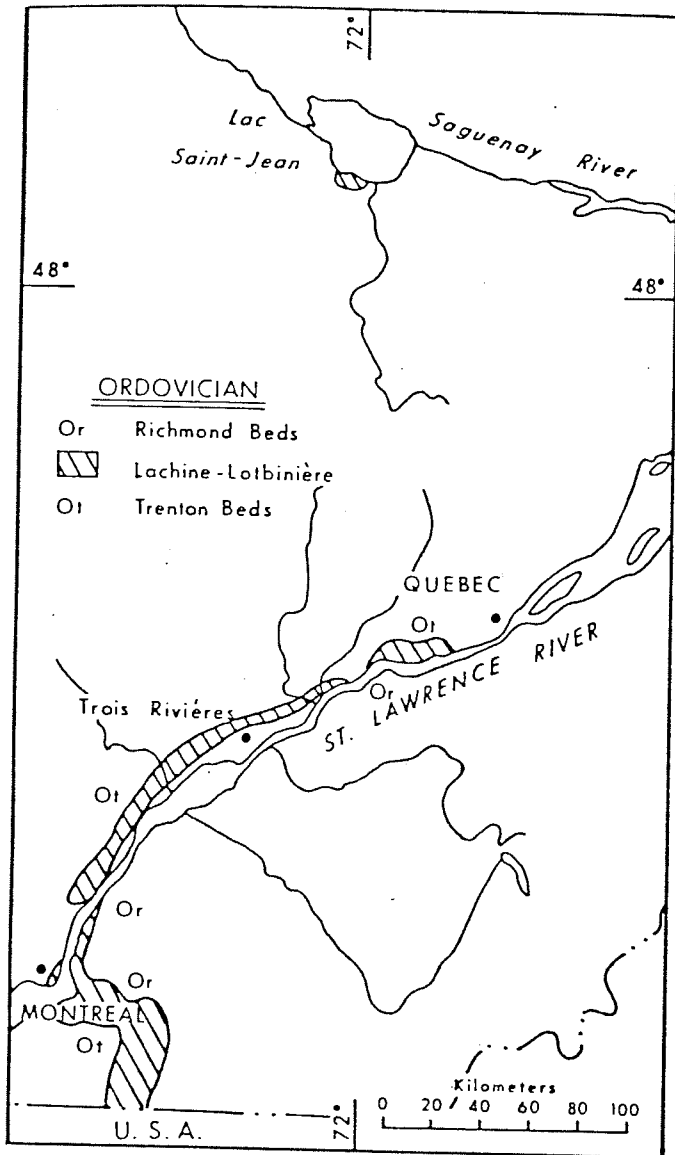 72°
Lac
Saint-Jean
Saguenay River
48°
48°
ORDOVICIAN
Or Richmond Beds
Lachine-Lotbinière
Ot Trenton Beds
QUEBEC
Ot
Or
ST. LAWRENCE RIVER
Trois Riviéres
Ot
Or
Or
MONTREAL
Ot
Kilometers
0 20 40 60 80 100
U. S. A.
72°